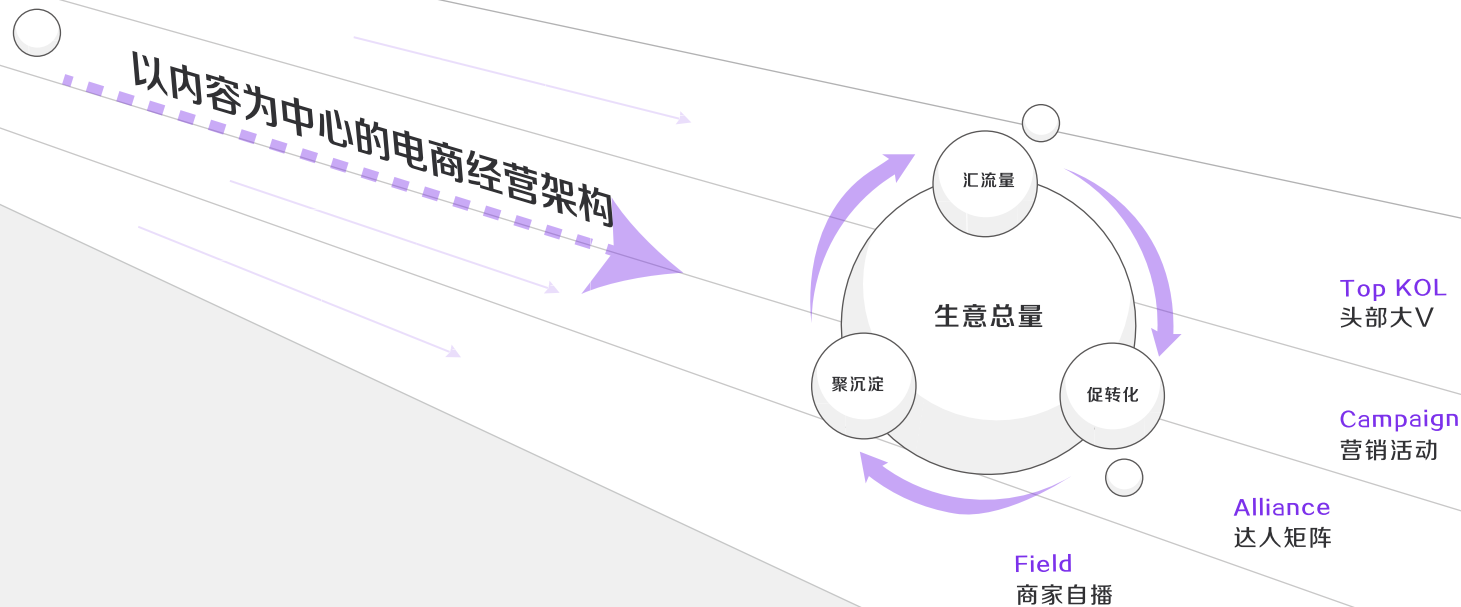 以内容为中心的电商经营架构
汇流量
生意总量
聚沉淀
促转化
Top KOL
头部大V
Campaign
营销活动
Alliance
达人矩阵
Field
商家自播